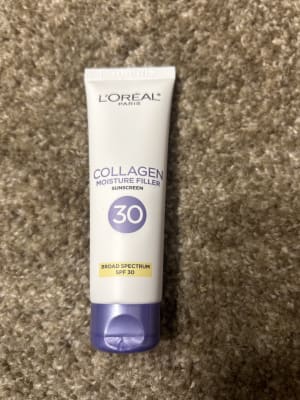 L'ORÉAL
PARIS
COLLAGEN
MOISTURE FILLER
SUNSCREEN
30
BROAD SPECTRUM
SPF 30